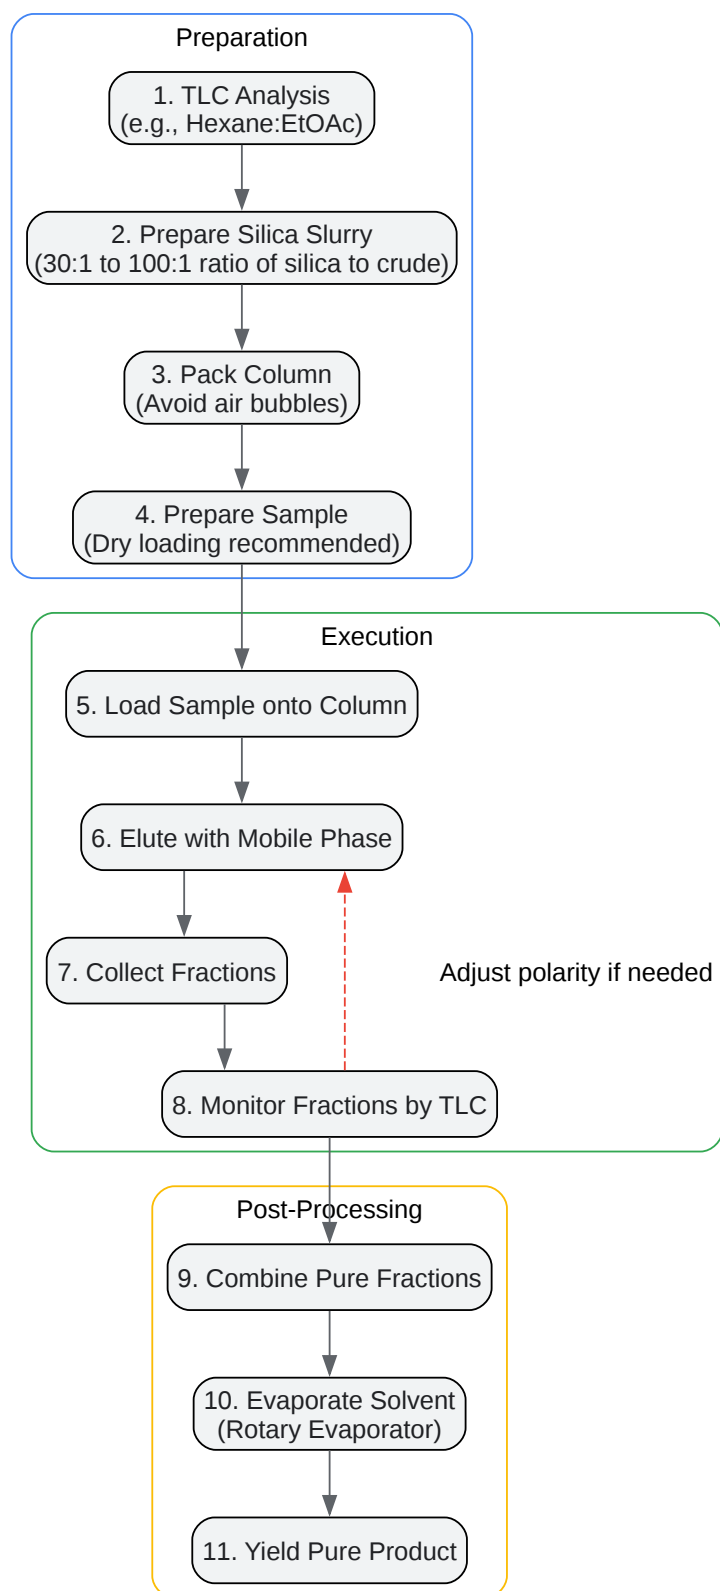 Preparation
1. TLC Analysis
(e.g., Hexane:EtOAc)
2. Prepare Silica Slurry
(30:1 to 100:1 ratio of silica to crude)
3. Pack Column
(Avoid air bubbles)
4. Prepare Sample
(Dry loading recommended)
Execution
5. Load Sample onto Column
6. Elute with Mobile Phase
7. Collect Fractions
Adjust polarity if needed
8. Monitor Fractions by TLC
Post-Processing
9. Combine Pure Fractions
10. Evaporate Solvent
(Rotary Evaporator)
11. Yield Pure Product